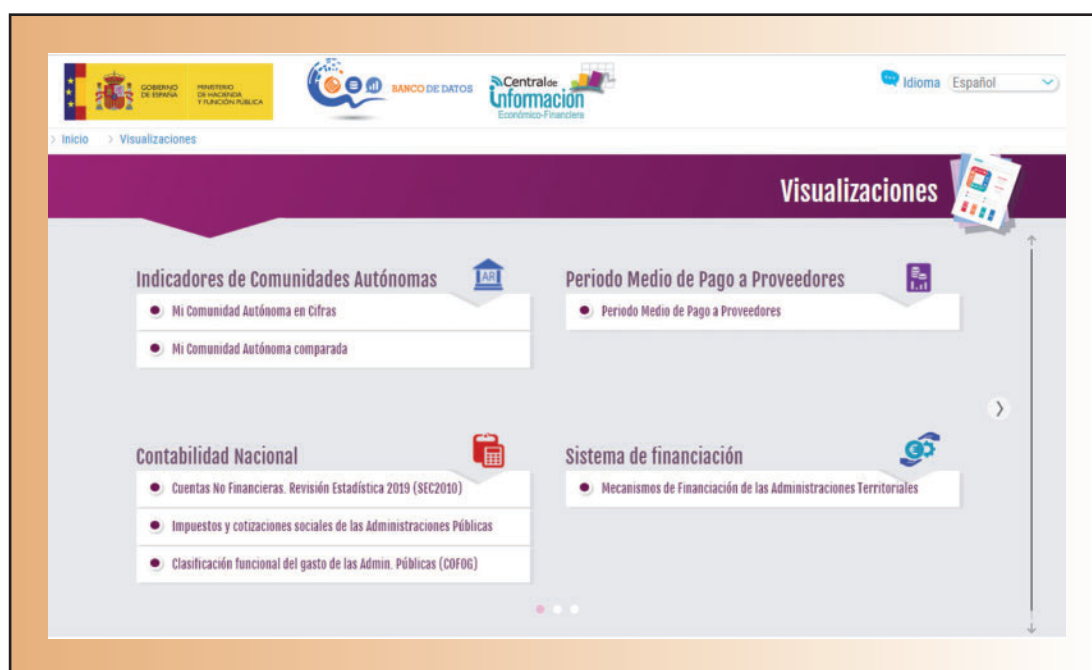 GOBIERNO
DE ESPAÑA
MINISTERIO
DE HACIENDA
Y FUNCIÓN PÚBLICA
BANCO DE DATOS
Central de
información
Económico-Financiera
Idioma Español
> Inicio > Visualizaciones
Visualizaciones
Indicadores de Comunidades Autónomas
AR
Mi Comunidad Autónoma en Cifras
Mi Comunidad Autónoma comparada
Periodo Medio de Pago a Proveedores
Periodo Medio de Pago a Proveedores
Contabilidad Nacional
Cuentas No Financieras. Revisión Estadística 2019 (SEC2010)
Impuestos y cotizaciones sociales de las Administraciones Públicas
Clasificación funcional del gasto de las Admin. Públicas (COFOG)
Sistema de financiación
Mecanismos de Financiación de las Administraciones Territoriales